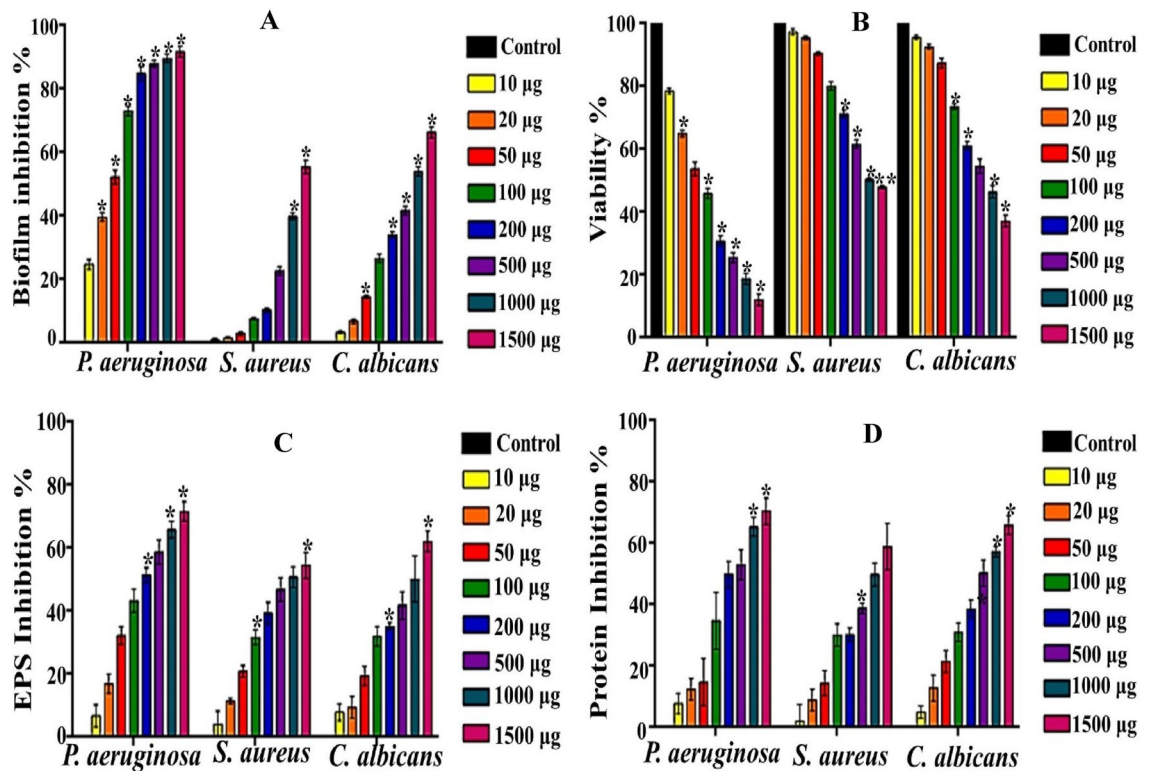 A
Biofilm inhibition %
100
80
60
40
20
0
* * * * * * *
* *
* * * * *
P. aeruginosa S. aureus C. albicans
Control
10 µg
20 µg
50 µg
100 µg
200 µg
500 µg
1000 µg
1500 µg
B
Viability %
100
80
60
40
20
0
* * * * * *
* * * **
* * * *
P. aeruginosa S. aureus C. albicans
Control
10 µg
20 µg
50 µg
100 µg
200 µg
500 µg
1000 µg
1500 µg
C
EPS Inhibition %
100
80
60
40
20
0
* * *
* *
* *
P. aeruginosa S. aureus C. albicans
Control
10 µg
20 µg
50 µg
100 µg
200 µg
500 µg
1000 µg
1500 µg
D
Protein Inhibition %
100
80
60
40
20
0
* *
*
* * *
P. aeruginosa S. aureus C. albicans
Control
10 µg
20 µg
50 µg
100 µg
200 µg
500 µg
1000 µg
1500 µg